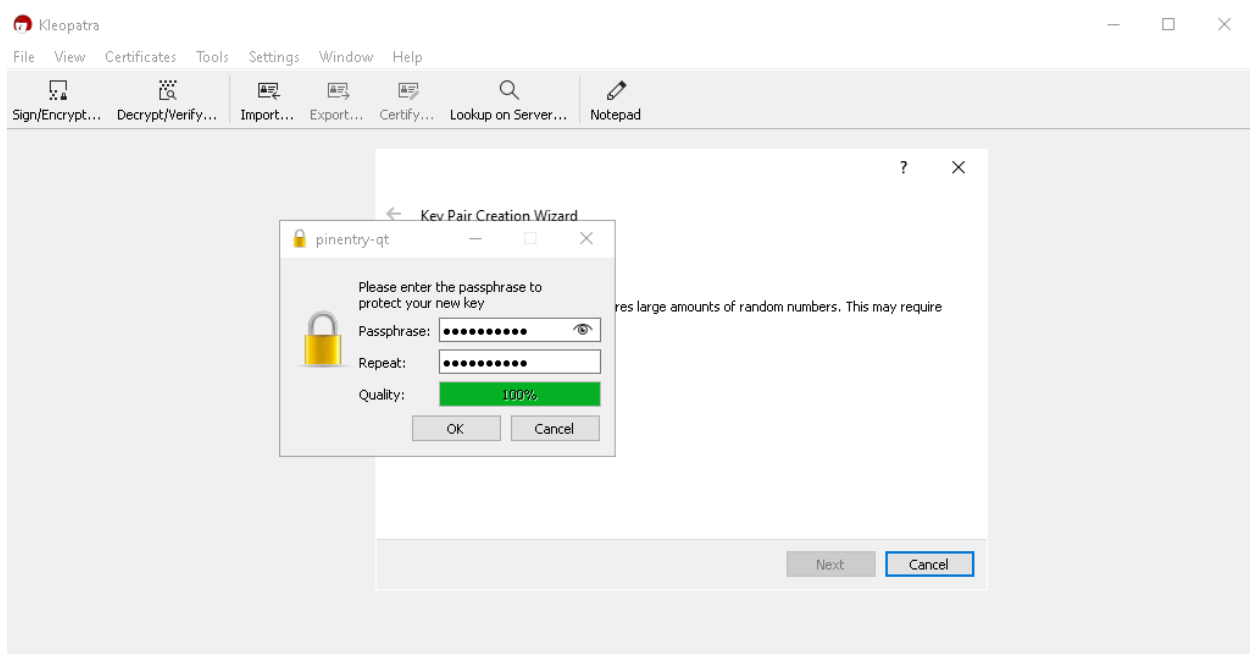 Kleopatra
File View Certificates Tools Settings Window Help
Sign/Encrypt... Decrypt/Verify... Import... Export... Certify... Lookup on Server... Notepad
?
Key Pair Creation Wizard
pinentry-qt
Please enter the passphrase to
protect your new key
res large amounts of random numbers. This may require
Passphrase: ●●●●●●●●●●
Repeat: ●●●●●●●●●●
Quality: 100%
OK Cancel
Next Cancel